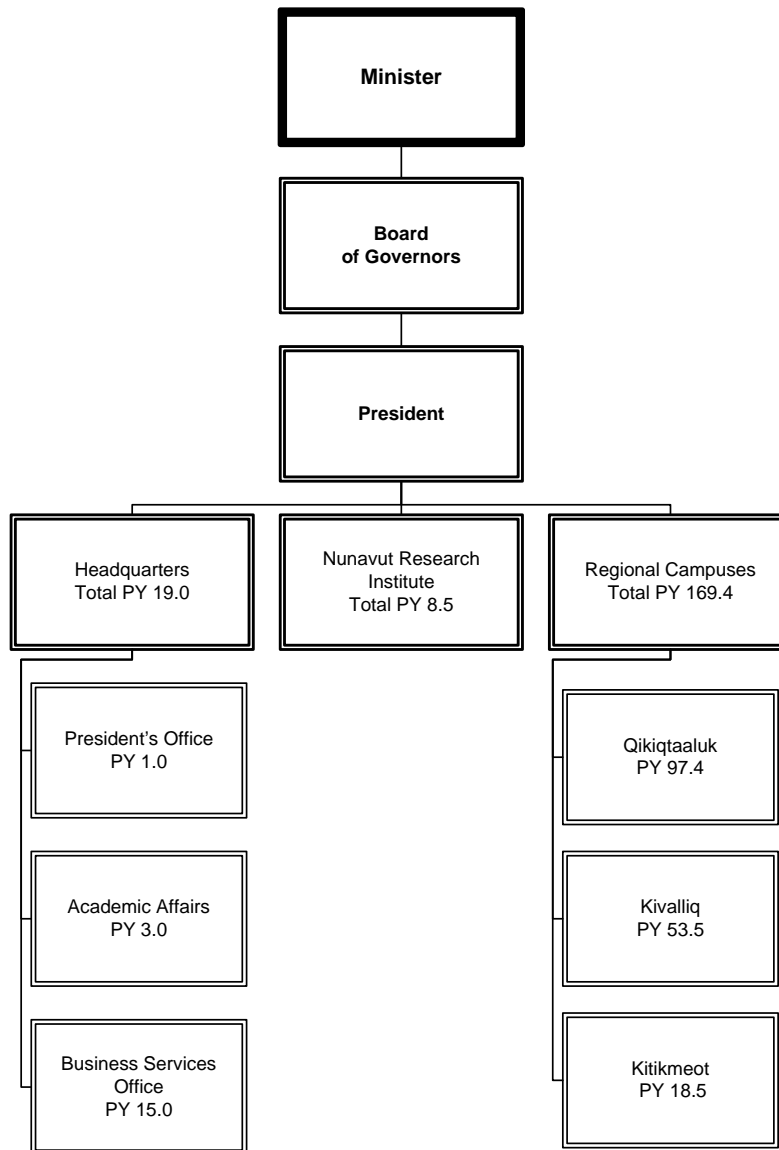 Minister
Board
of Governors
President
Headquarters
Total PY 19.0
Nunavut Research
Institute
Total PY 8.5
Regional Campuses
Total PY 169.4
President’s Office
PY 1.0
Academic Affairs
PY 3.0
Business Services
Office
PY 15.0
Qikiqtaaluk
PY 97.4
Kivalliq
PY 53.5
Kitikmeot
PY 18.5